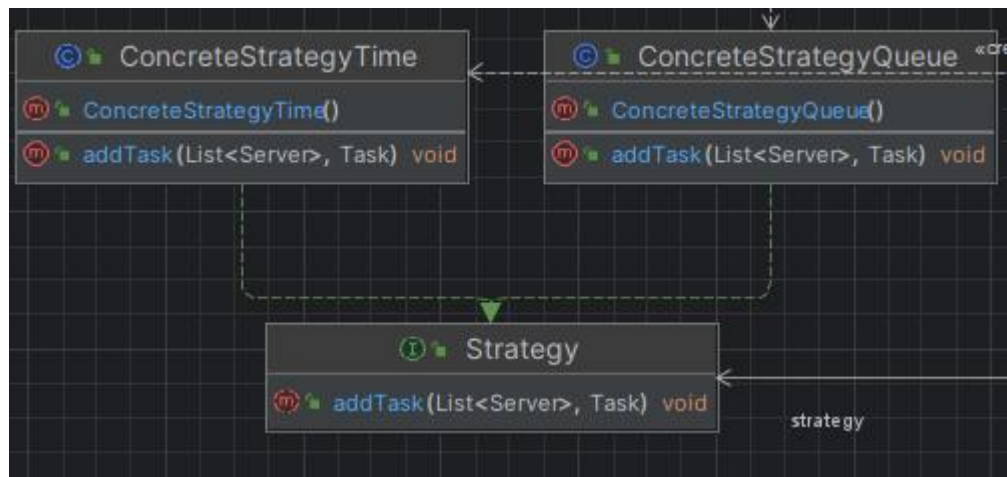 ConcreteStrategyTime
ConcreteStrategyTime()
addTask(List<Server>, Task) void
ConcreteStrategyQueue
ConcreteStrategyQueue()
addTask(List<Server>, Task) void
Strategy
addTask(List<Server>, Task) void
strategy